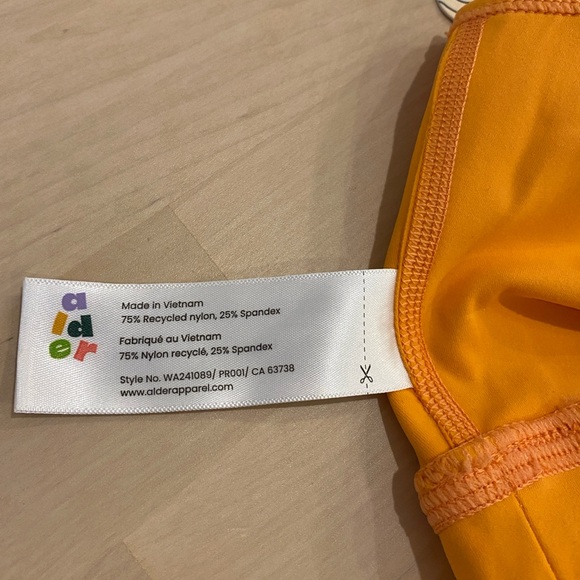 alder
Made in Vietnam
75% Recycled nylon, 25% Spandex
Fabriqué au Vietnam
75% Nylon recyclé, 25% Spandex
Style No. WA241089/ PR001/ CA 63738
www.alderapparel.com